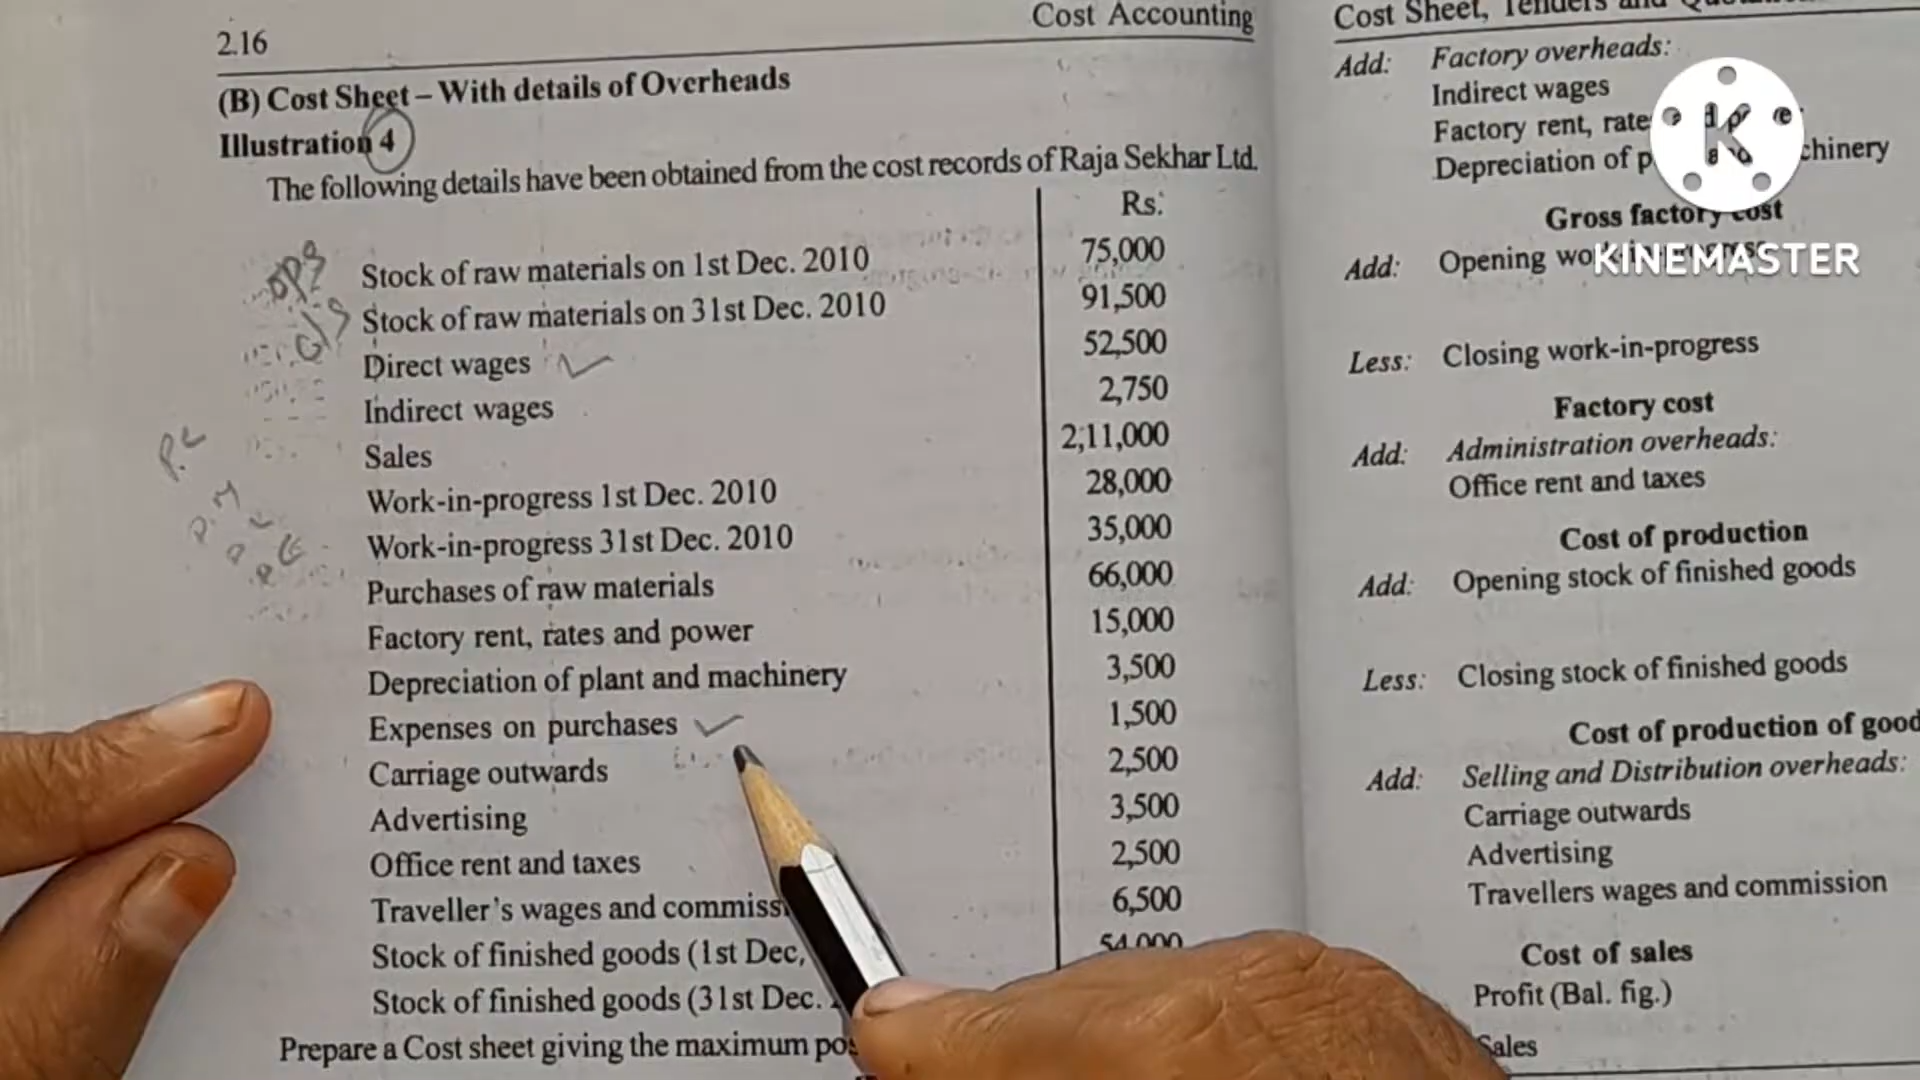 2.16
Cost Accounting
(B) Cost Sheet – With details of Overheads
Illustration 4
The following details have been obtained from the cost records of Raja Sekhar Ltd.
Rs.
Stock of raw materials on 1st Dec. 2010 75,000
Stock of raw materials on 31st Dec. 2010 91,500
Direct wages 52,500
Indirect wages 2,750
Sales 2,11,000
Work-in-progress 1st Dec. 2010 28,000
Work-in-progress 31st Dec. 2010 35,000
Purchases of raw materials 66,000
Factory rent, rates and power 15,000
Depreciation of plant and machinery 3,500
Expenses on purchases 1,500
Carriage outwards 2,500
Advertising 3,500
Office rent and taxes 2,500
Traveller's wages and 6,500
Stock of finished goods (1st Dec, 54,000
Stock of finished goods (31st Dec.
Prepare a Cost sheet giving the maximum
Cost Sheet, Tenders and
Add: Factory overheads:
Indirect wages
Factory rent,
Depreciation of
Gross factory cost
Add: Opening
Less: Closing work-in-progress
Factory cost
Add: Administration overheads:
Office rent and taxes
Cost of production
Add: Opening stock of finished goods
Less: Closing stock of finished goods
Cost of production of
Add: Selling and Distribution overheads:
Carriage outwards
Advertising
Travellers wages and commission
Cost of sales
Profit (Bal. fig.)
Sales
K
KINEMASTER